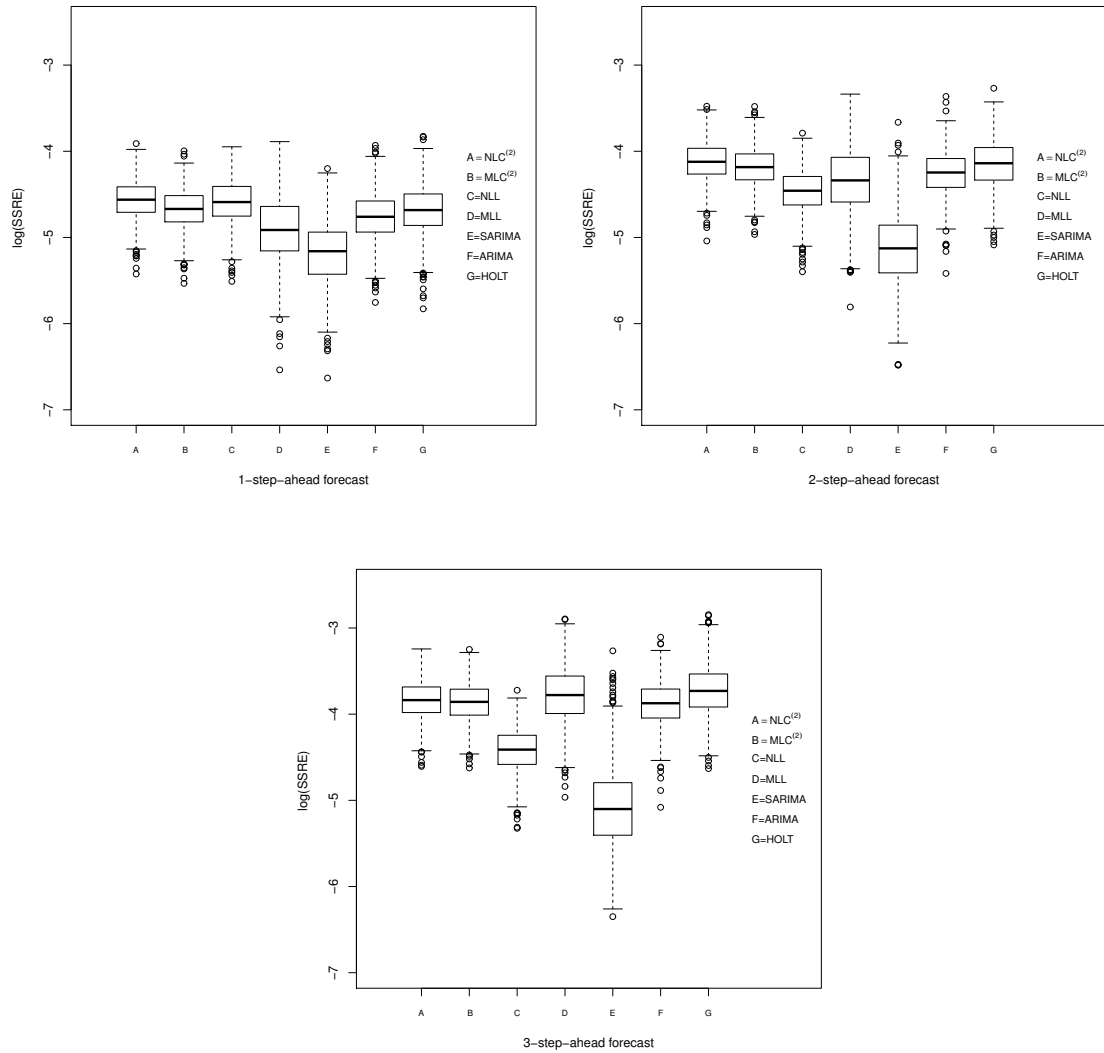 log(SSRE)
-3
-4
-5
-6
-7
A = NLC(2)
B = MLC(2)
C=NLL
D=MLL
E=SARIMA
F=ARIMA
G=HOLT
A B C D E F G
1-step-ahead forecast
log(SSRE)
-3
-4
-5
-6
-7
A = NLC(2)
B = MLC(2)
C=NLL
D=MLL
E=SARIMA
F=ARIMA
G=HOLT
A B C D E F G
2-step-ahead forecast
log(SSRE)
-3
-4
-5
-6
-7
A = NLC(2)
B = MLC(2)
C=NLL
D=MLL
E=SARIMA
F=ARIMA
G=HOLT
A B C D E F G
3-step-ahead forecast